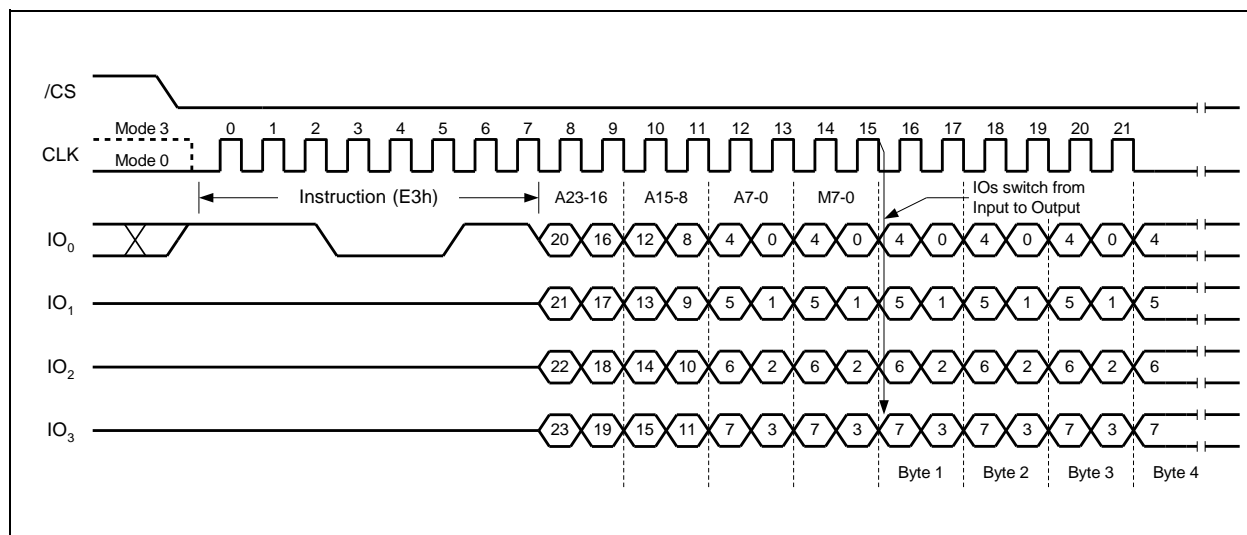 /CS
Mode 3 0 1 2 3 4 5 6 7 8 9 10 11 12 13 14 15 16 17 18 19 20 21
CLK
Mode 0
Instruction (E3h) A23-16 A15-8 A7-0 M7-0 IOs switch from
Input to Output
IO0 20 16 12 8 4 0 4 0 4 0 4 0 4 0 4
IO1 21 17 13 9 5 1 5 1 5 1 5 1 5 1 5
IO2 22 18 14 10 6 2 6 2 6 2 6 2 6 2 6
IO3 23 19 15 11 7 3 7 3 7 3 7 3 7 3 7
Byte 1 Byte 2 Byte 3 Byte 4